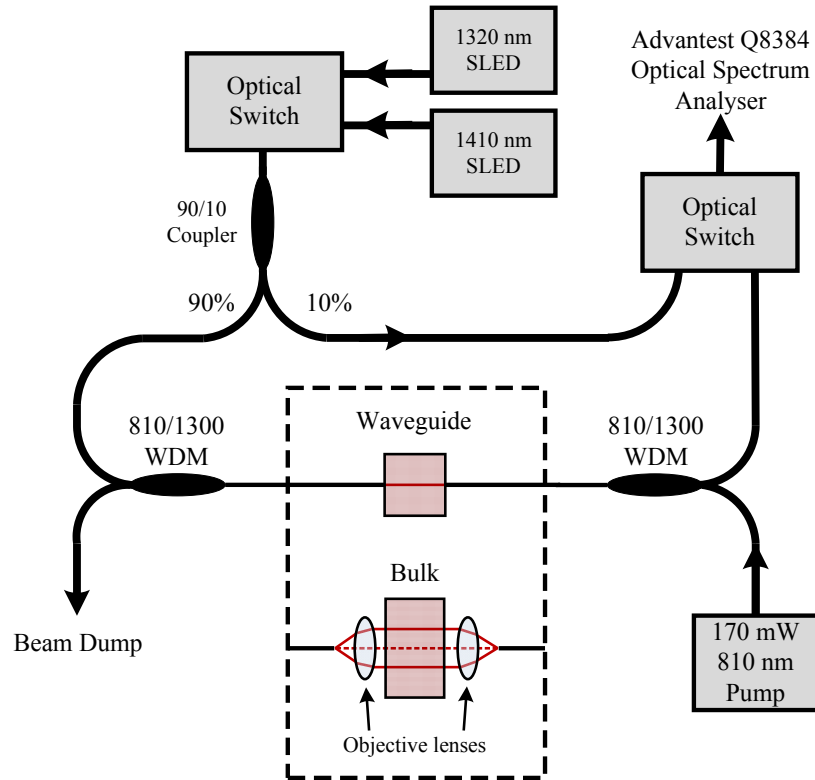 1320 nm
SLED
1410 nm
SLED
Optical
Switch
Advantest Q8384
Optical Spectrum
Analyser
90/10
Coupler
Optical
Switch
90%
10%
810/1300
WDM
Waveguide
810/1300
WDM
Bulk
Beam Dump
170 mW
810 nm
Pump
Objective lenses